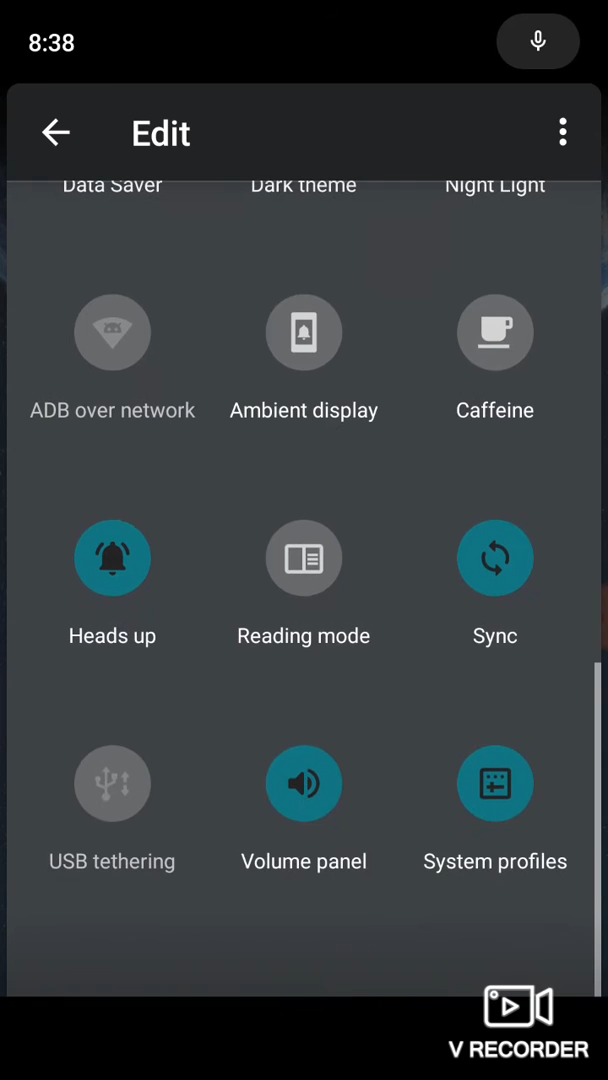 8:38
Edit
Data Saver Dark theme Night Light
ADB over network Ambient display Caffeine
Heads up Reading mode Sync
USB tethering Volume panel System profiles
V RECORDER